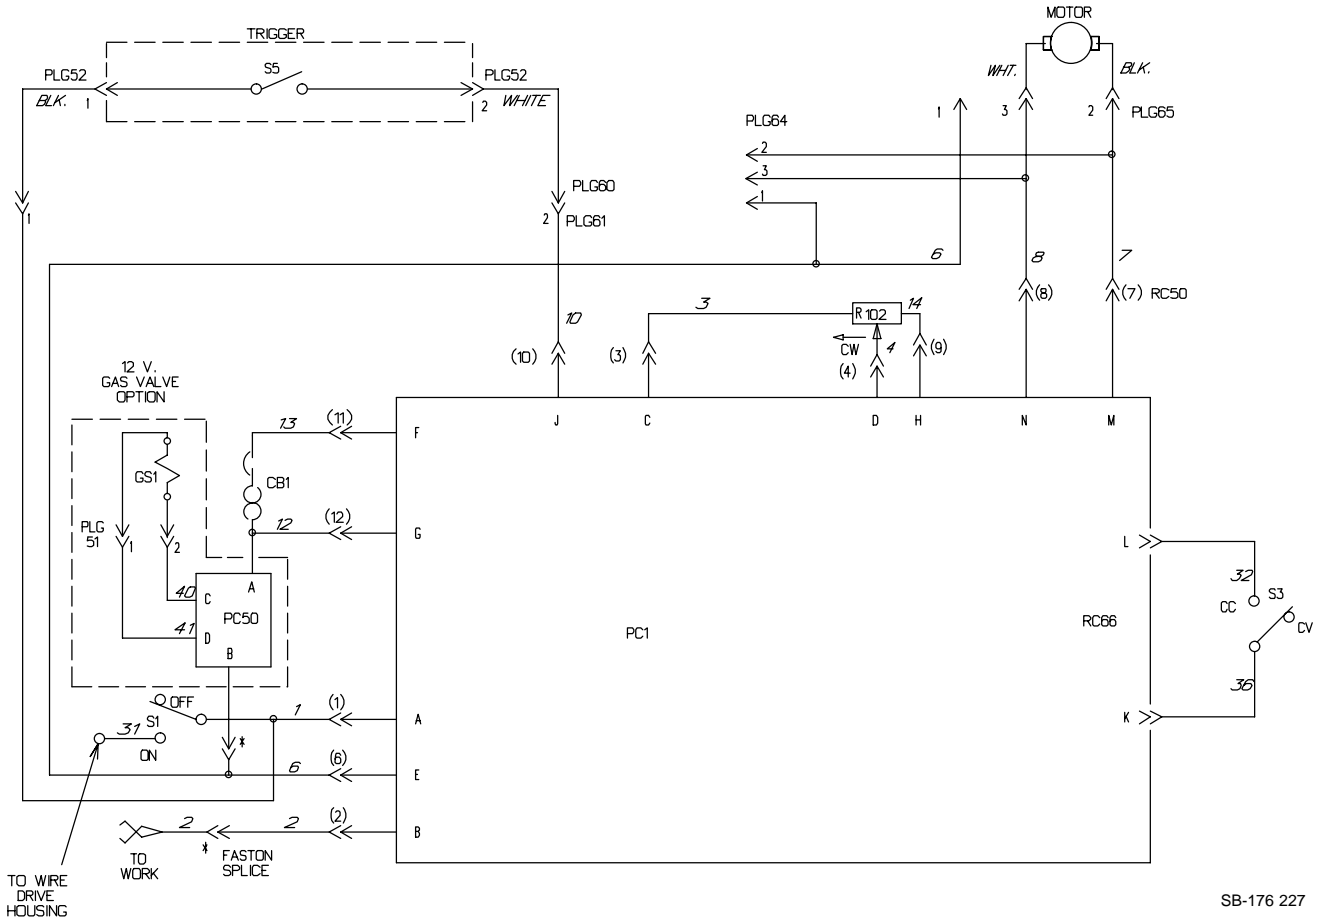 MOTOR
TRIGGER
S5
PLG52
PLG52
BLK.
1
2
WHITE
WHT.
BLK.
1
3
2
PLG65
PLG64
2
3
1
PLG60
2
PLG61
1
6
8
7
(8)
(7) RC50
10
3
R102
14
CW
4
(10)
(3)
(4)
(9)
12 V.
GAS VALVE
OPTION
13
(11)
F
J
C
D
H
N
M
GS1
CB1
PLG
51
1
2
12
(12)
G
L
40
C
A
PC50
41
D
B
PC1
RC66
32
CC
S3
CV
36
OFF
S1
31
ON
1
(1)
A
K
*
6
(6)
E
2
2
(2)
B
*
FASTON
SPLICE
TO
WORK
TO WIRE
DRIVE
HOUSING
SB-176 227